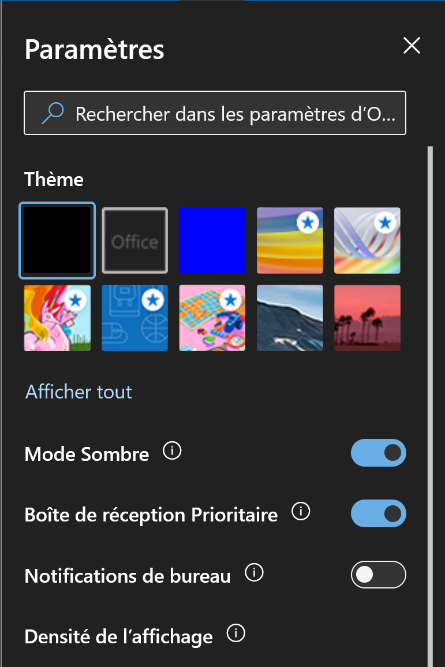 Paramètres
Rechercher dans les paramètres d'O...
Thème
Office
Afficher tout
Mode Sombre
Boîte de réception Prioritaire
Notifications de bureau
Densité de l'affichage